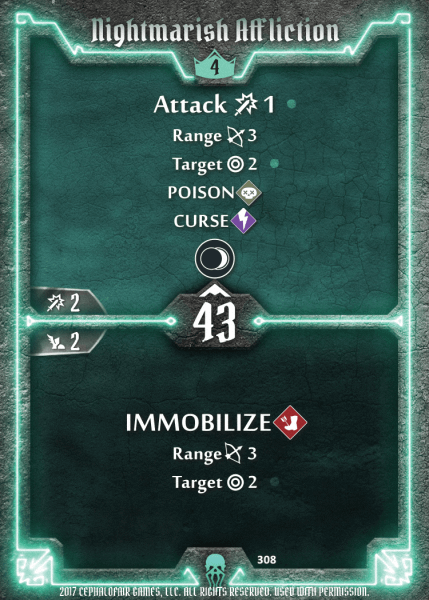 Nightmarish Affliction
4
Attack 1
Range 3
Target 2
POISON
CURSE
2
43
2
IMMOBILIZE
Range 3
Target 2
308
2017 CEPHALOFAIR GAMES, LLC. ALL RIGHTS RESERVED. USED WITH PERMISSION.